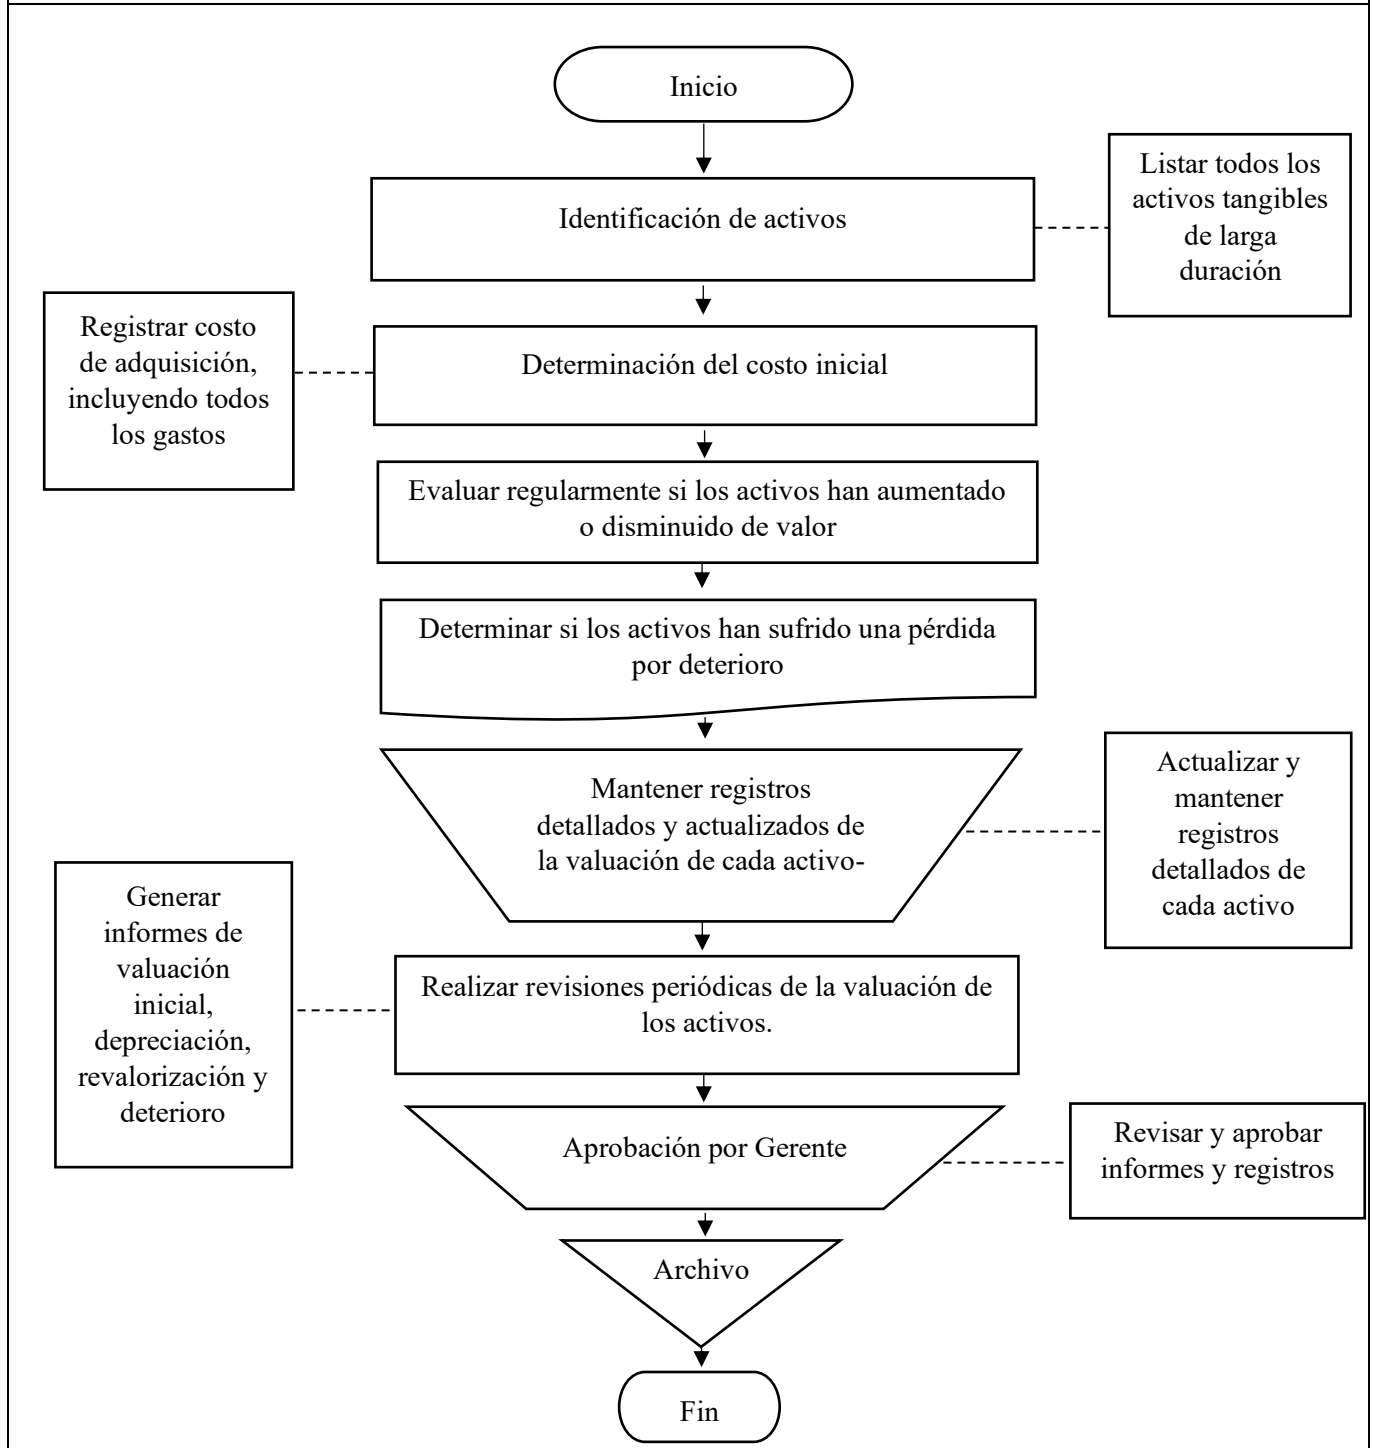 Inicio
Identificación de activos
Listar todos los
activos tangibles
de larga
duración
Registrar costo
de adquisición,
incluyendo todos
los gastos
Determinación del costo inicial
Evaluar regularmente si los activos han aumentado
o disminuido de valor
Determinar si los activos han sufrido una pérdida
por deterioro
Mantener registros
detallados y actualizados de
la valuación de cada activo-
Actualizar y
mantener
registros
detallados de
cada activo
Generar
informes de
valuación
inicial,
depreciación,
revalorización y
deterioro
Realizar revisiones periódicas de la valuación de
los activos.
Aprobación por Gerente
Revisar y aprobar
informes y registros
Archivo
Fin